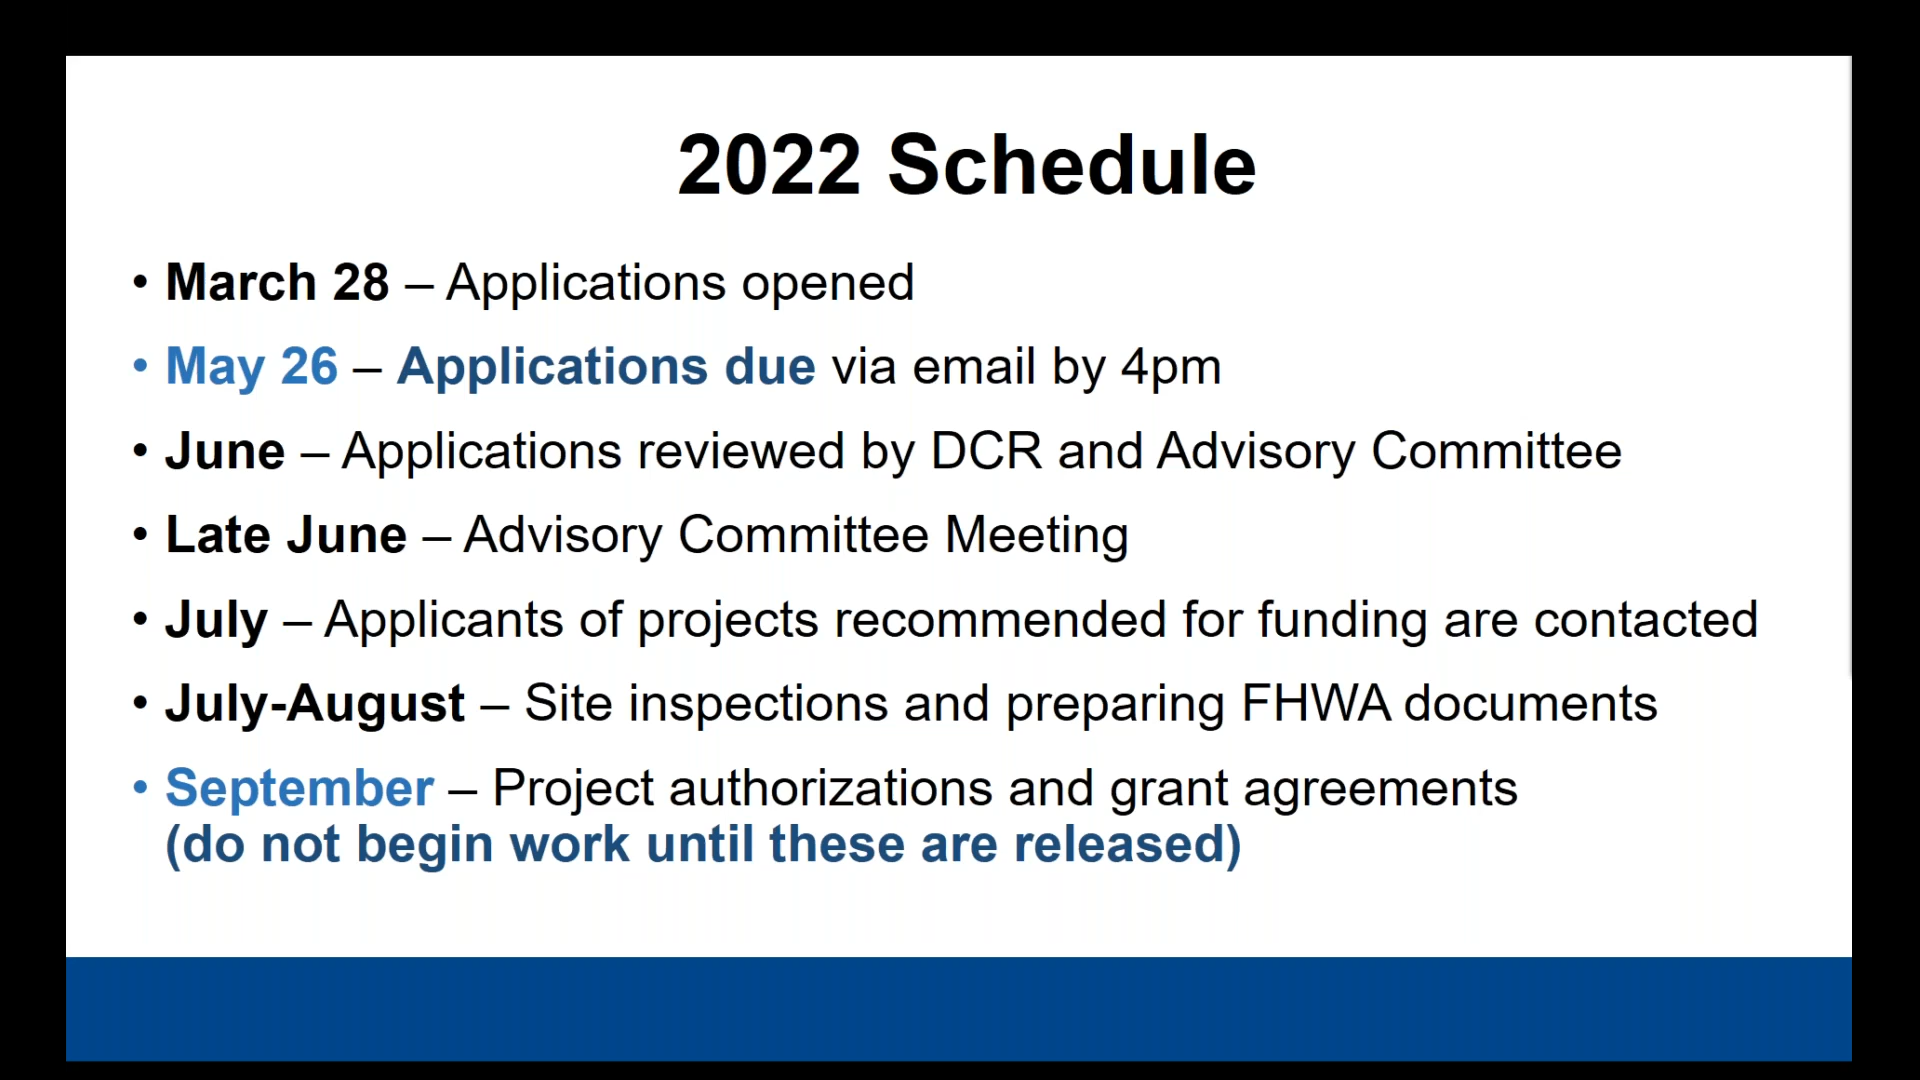 2022 Schedule
• March 28 – Applications opened
• May 26 – Applications due via email by 4pm
• June – Applications reviewed by DCR and Advisory Committee
• Late June – Advisory Committee Meeting
• July – Applicants of projects recommended for funding are contacted
• July-August – Site inspections and preparing FHWA documents
• September – Project authorizations and grant agreements
(do not begin work until these are released)